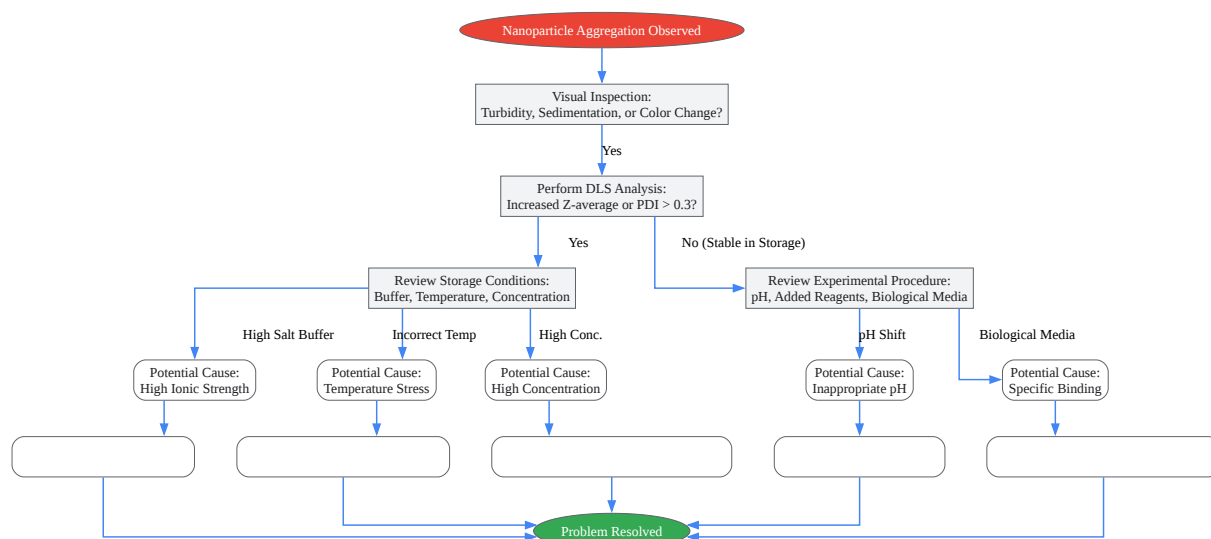 Nanoparticle Aggregation Observed
Visual Inspection:
Turbidity, Sedimentation, or Color Change?
Yes
Perform DLS Analysis:
Increased Z-average or PDI > 0.3?
Yes
No (Stable in Storage)
Review Storage Conditions:
Buffer, Temperature, Concentration
Review Experimental Procedure:
pH, Added Reagents, Biological Media
High Salt Buffer
Incorrect Temp
High Conc.
pH Shift
Biological Media
Potential Cause:
High Ionic Strength
Potential Cause:
Temperature Stress
Potential Cause:
High Concentration
Potential Cause:
Inappropriate pH
Potential Cause:
Specific Binding
Problem Resolved